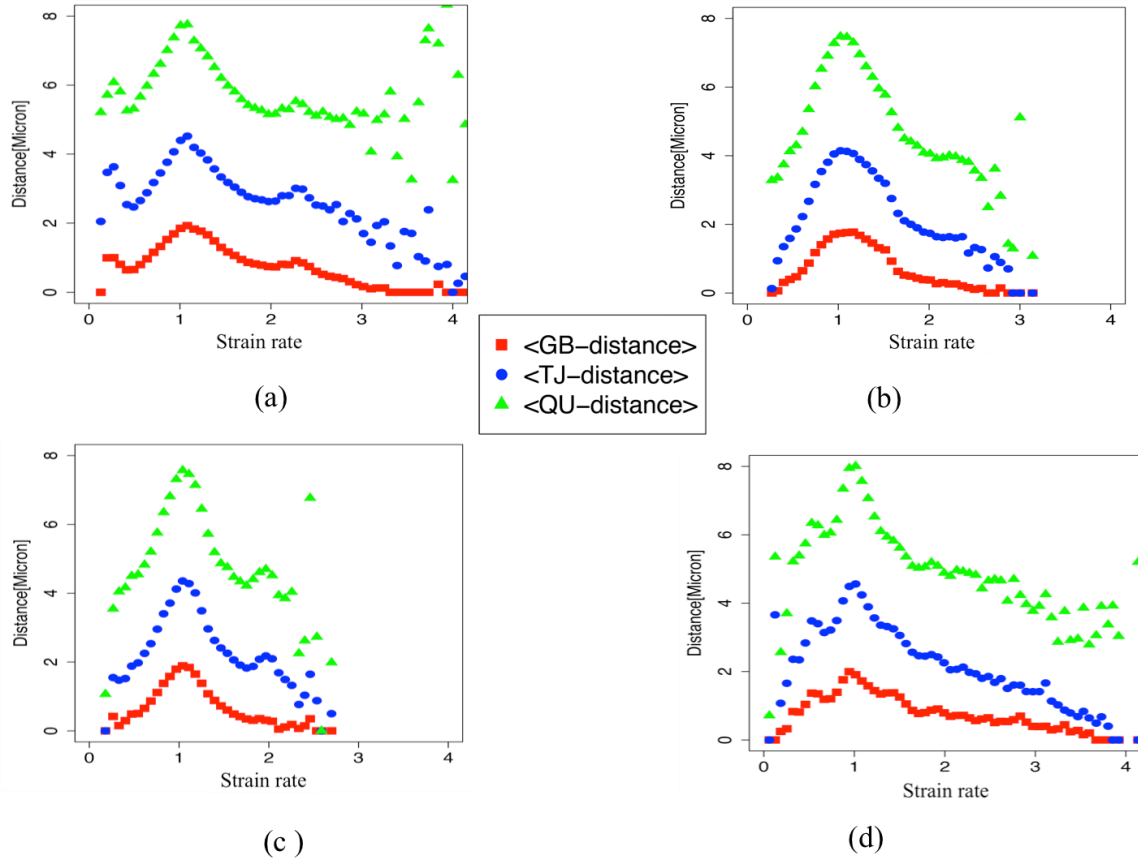 Distance[Micron]
8
6
4
2
0
0 1 2 3 4
Strain rate
(a)
Distance[Micron]
8
6
4
2
0
0 1 2 3 4
Strain rate
(b)
<GB-distance>
<TJ-distance>
<QU-distance>
Distance[Micron]
8
6
4
2
0
0 1 2 3 4
Strain rate
(c )
Distance[Micron]
8
6
4
2
0
0 1 2 3 4
Strain rate
(d)